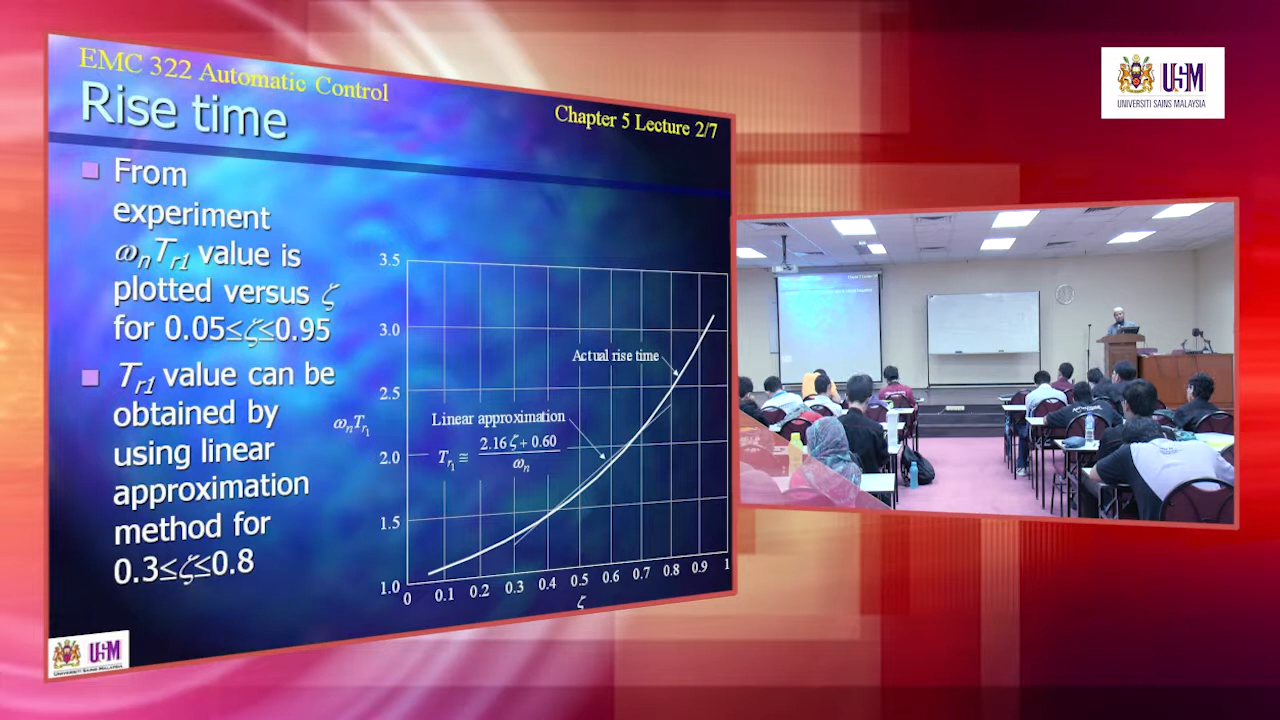 EMC 322 Automatic Control
Chapter 5 Lecture 2/7
Rise time
From
experiment
ωnTr1 value is
plotted versus ζ
for 0.05≤ζ≤0.95
Tr1 value can be
obtained by
using linear
approximation
method for
0.3≤ζ≤0.8
3.5
3.0
2.5
2.0
1.5
1.0
ωnTr1
Actual rise time
Linear approximation
Tr1 ≅ 2.16 ζ + 0.60
ωn
0 0.1 0.2 0.3 0.4 0.5 0.6 0.7 0.8 0.9 1
ζ
USM
UNIVERSITI SAINS MALAYSIA
USM
UNIVERSITI SAINS MALAYSIA